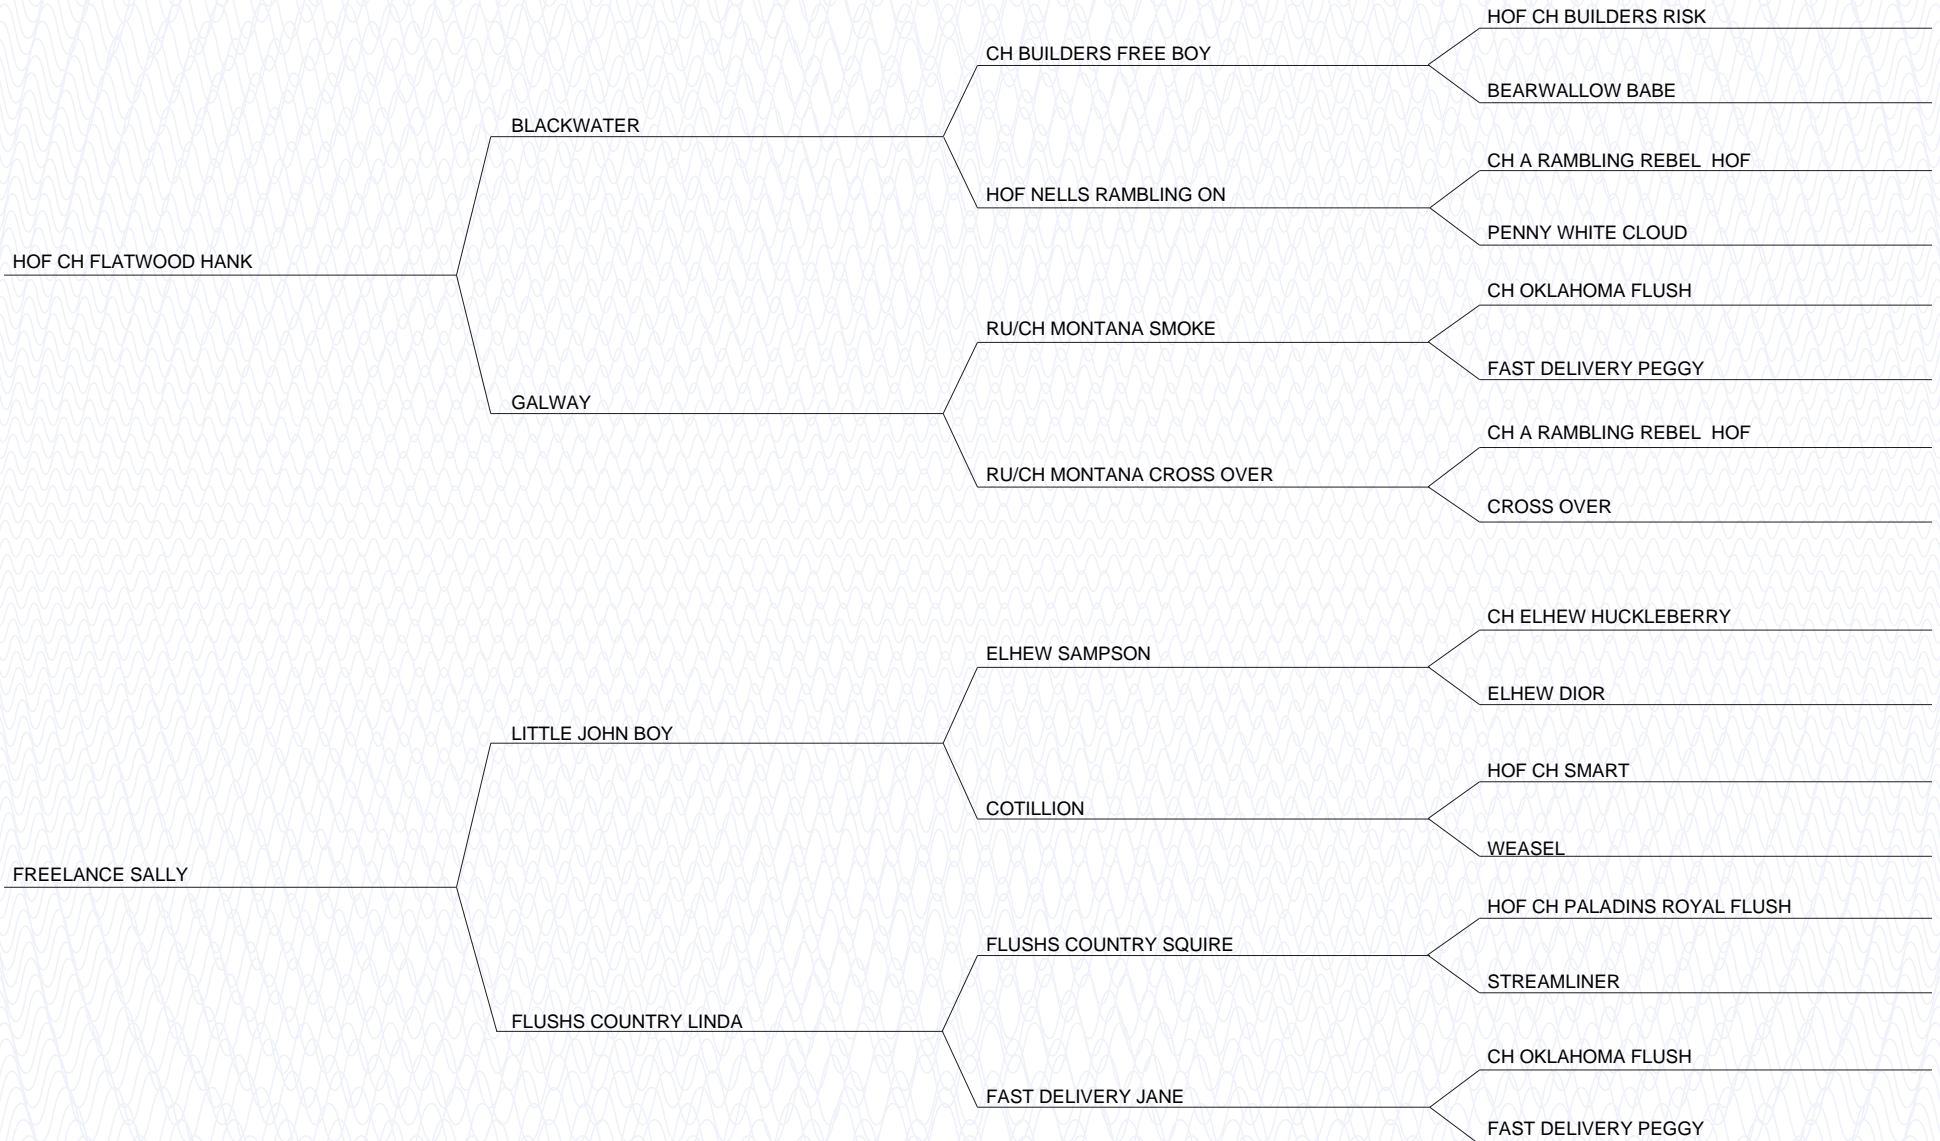 HOF CH BUILDERS RISK
CH BUILDERS FREE BOY
BEARWALLOW BABE
BLACKWATER
CH A RAMBLING REBEL  HOF
HOF NELLS RAMBLING ON
PENNY WHITE CLOUD
HOF CH FLATWOOD HANK
CH OKLAHOMA FLUSH
RU/CH MONTANA SMOKE
FAST DELIVERY PEGGY
GALWAY
CH A RAMBLING REBEL  HOF
RU/CH MONTANA CROSS OVER
CROSS OVER
CH ELHEW HUCKLEBERRY
ELHEW SAMPSON
ELHEW DIOR
LITTLE JOHN BOY
HOF CH SMART
COTILLION
WEASEL
FREELANCE SALLY
HOF CH PALADINS ROYAL FLUSH
FLUSHS COUNTRY SQUIRE
STREAMLINER
FLUSHS COUNTRY LINDA
CH OKLAHOMA FLUSH
FAST DELIVERY JANE
FAST DELIVERY PEGGY